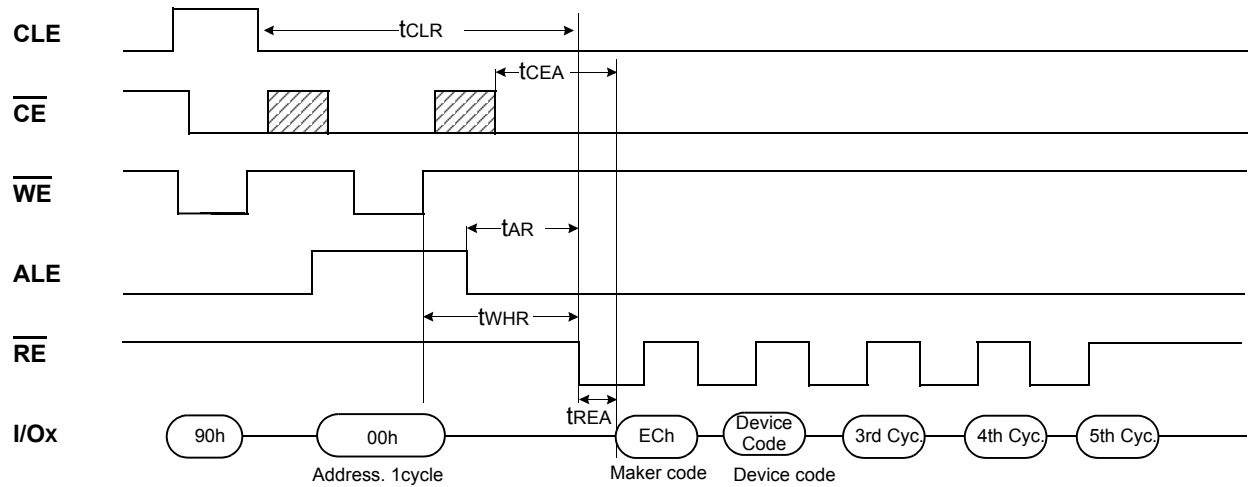 CLE
tCLR
tCEA
CE
WE
tAR
ALE
tWHR
RE
tREA
I/Ox
90h
00h
ECh
Device
Code
3rd Cyc.
4th Cyc.
5th Cyc.
Address. 1cycle
Maker code
Device code